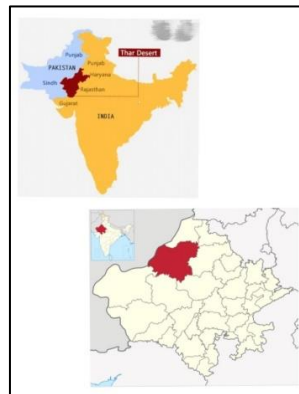 Punjab
Thar Desert
Punjab
PAKISTAN
Haryana
Sindh
Rajasthan
Gujarat
INDIA